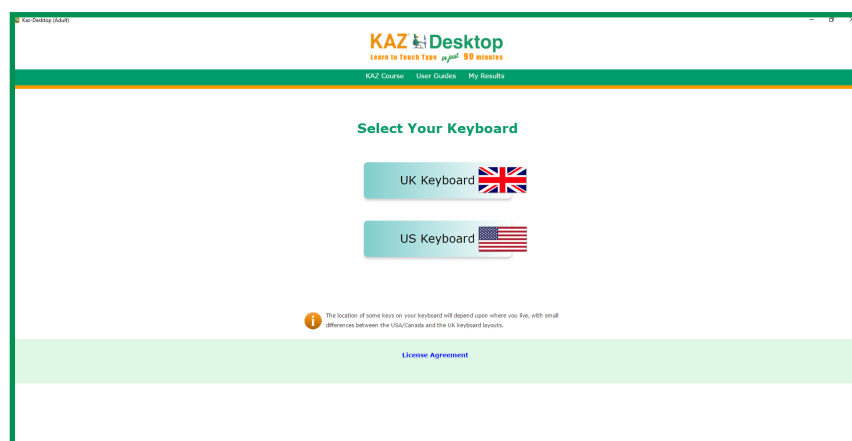 Kaz-Desktop (Adult)
KAZ Desktop
Learn to Touch Type in just 90 minutes
KAZ Course User Guides My Results
Select Your Keyboard
UK Keyboard
US Keyboard
The location of some keys on your keyboard will depend upon where you live, with small
differences between the USA/Canada and the UK keyboard layouts.
License Agreement